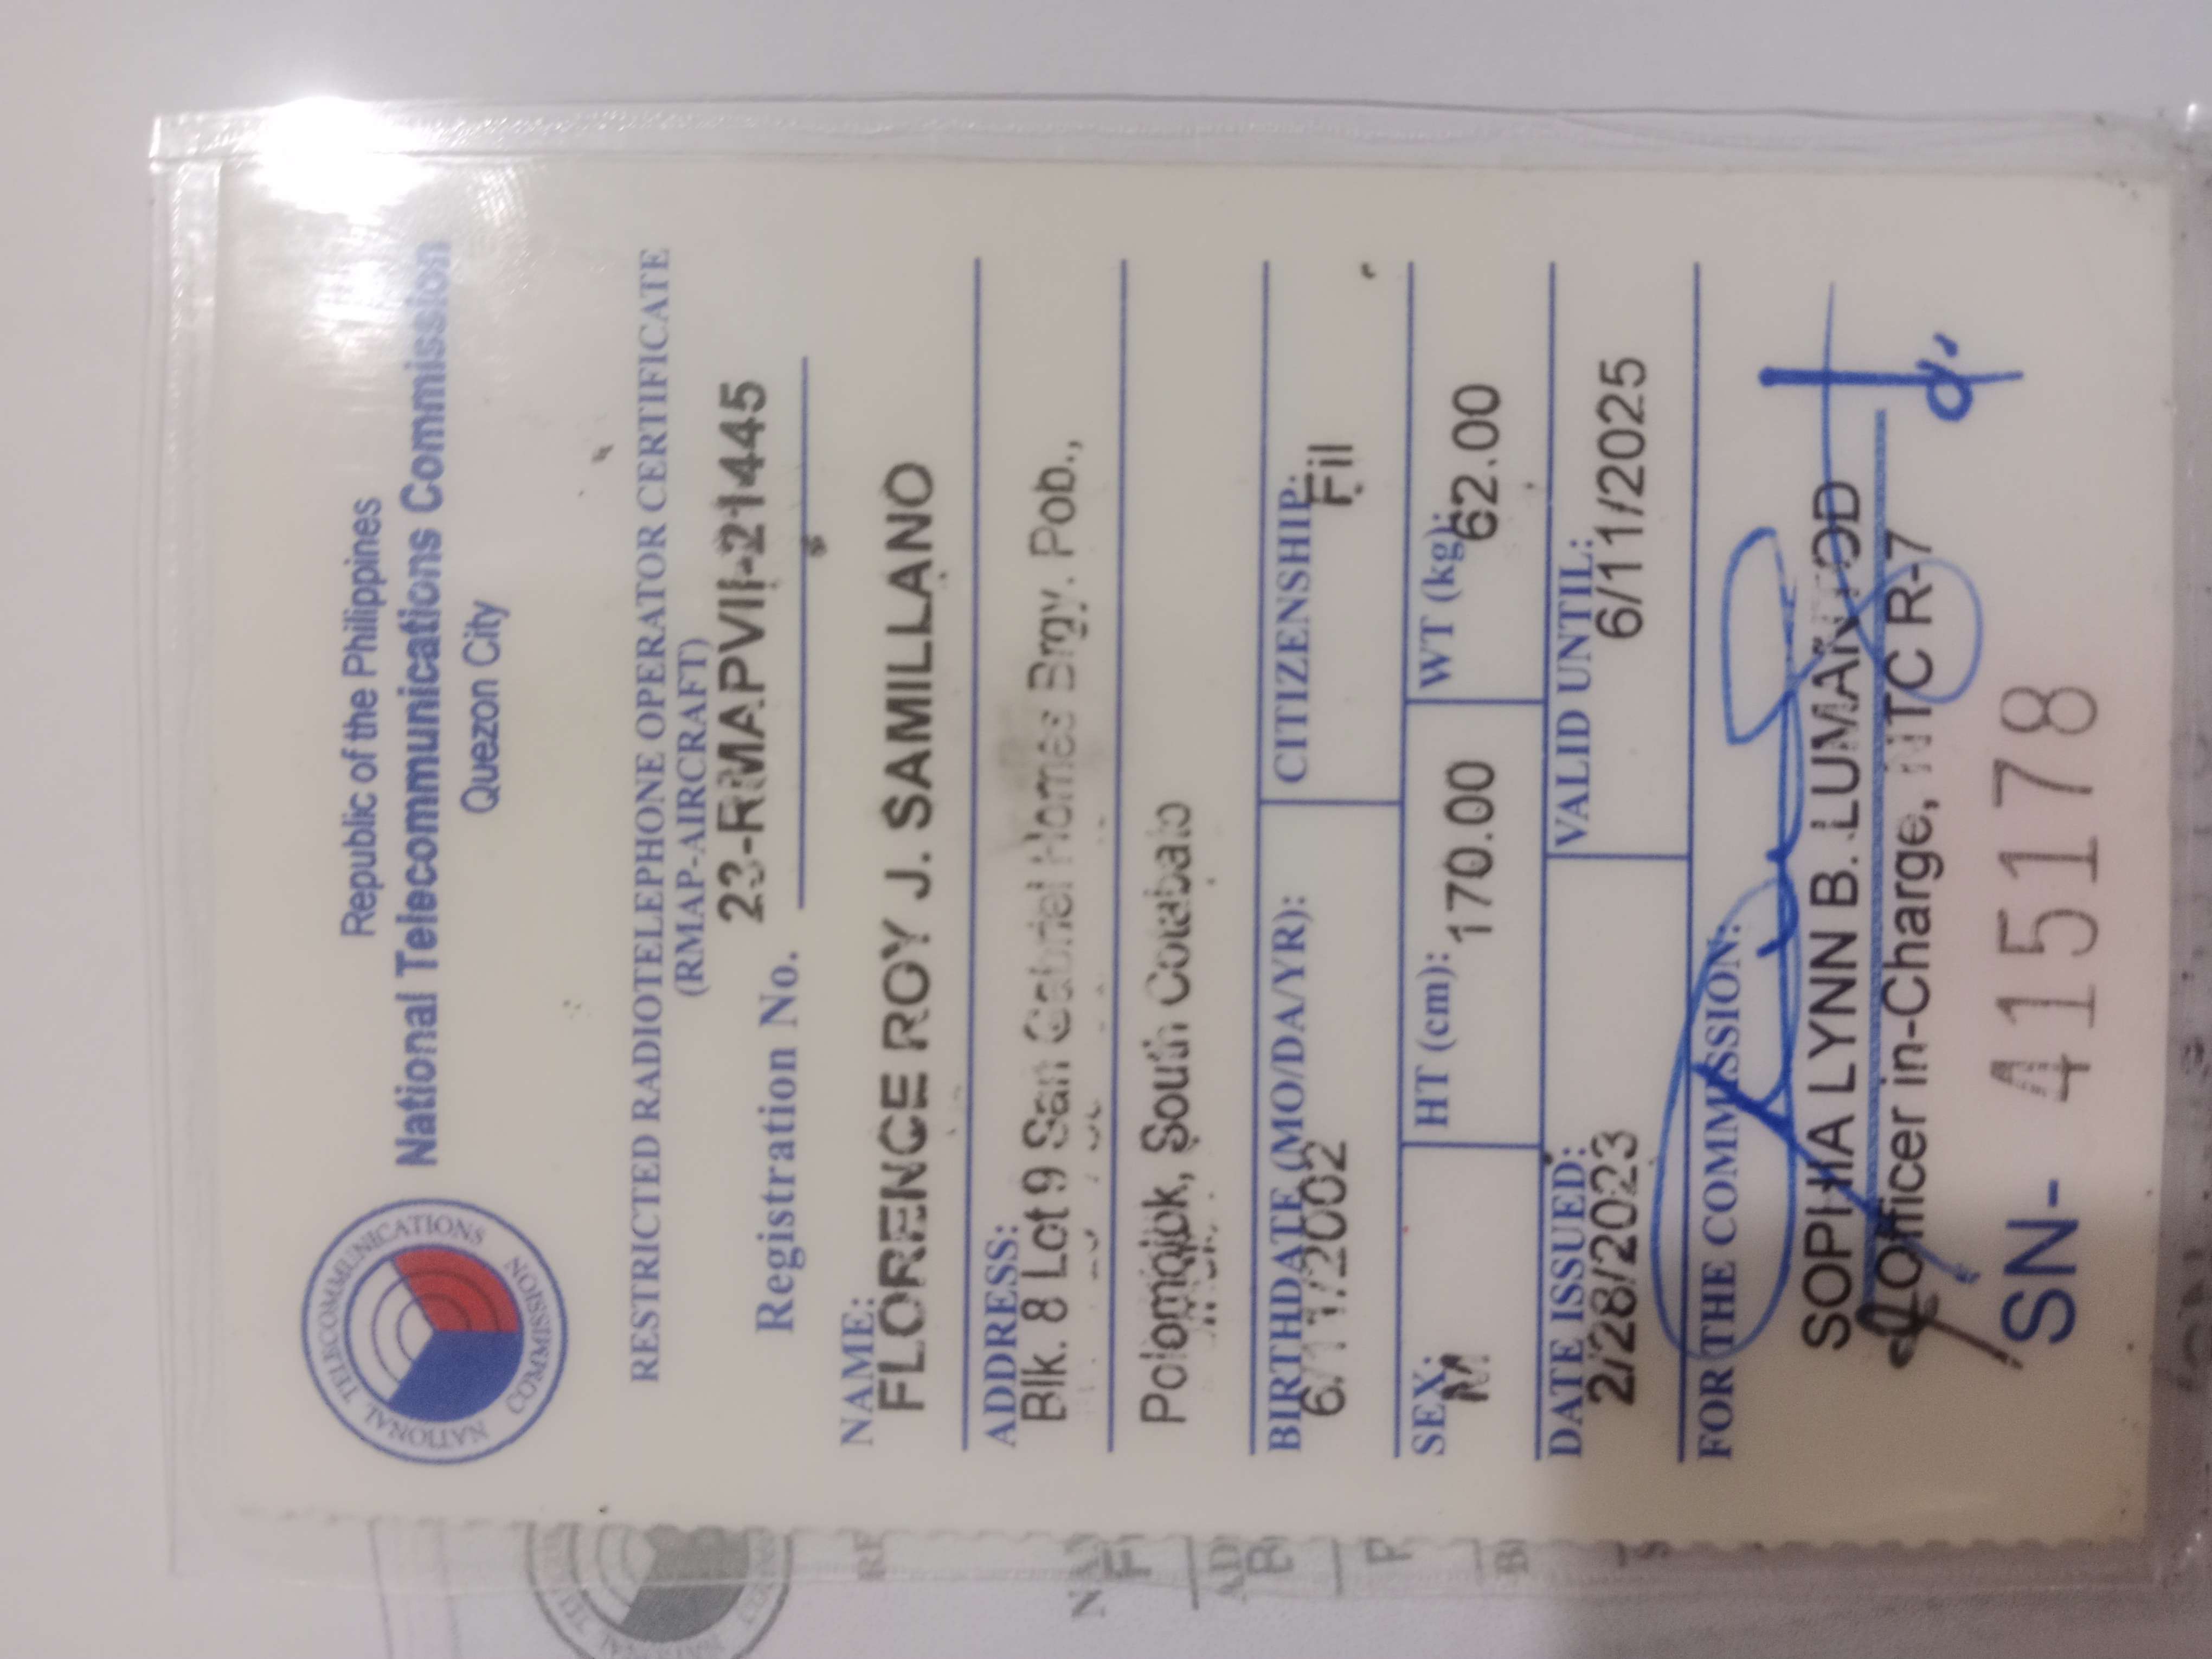 Republic of the Philippines
National Telecommunications Commission
Quezon City
NATIONAL TELECOMMUNICATIONS COMMISSION
RESTRICTED RADIOTELEPHONE OPERATOR CERTIFICATE
(RMAP-AIRCRAFT)
Registration No. 23-RMAPVII-21445
NAME:
FLORENCE ROY J. SAMILLANO
ADDRESS:
Blk. 8 Lot 9 San Gabriel Homes Brgy. Pob.,
Polomolok, South Cotabato
BIRTHDATE (MO/DA/YR): CITIZENSHIP:
6/11/2002 Fil
SEX: HT (cm): WT (kg):
M 170.00 62.00
DATE ISSUED: VALID UNTIL:
2/28/2023 6/11/2025
FOR THE COMMISSION:
SOPHIA LYNN B. LUMANTOD
Officer in-Charge, NTC R-7
SN- 415178